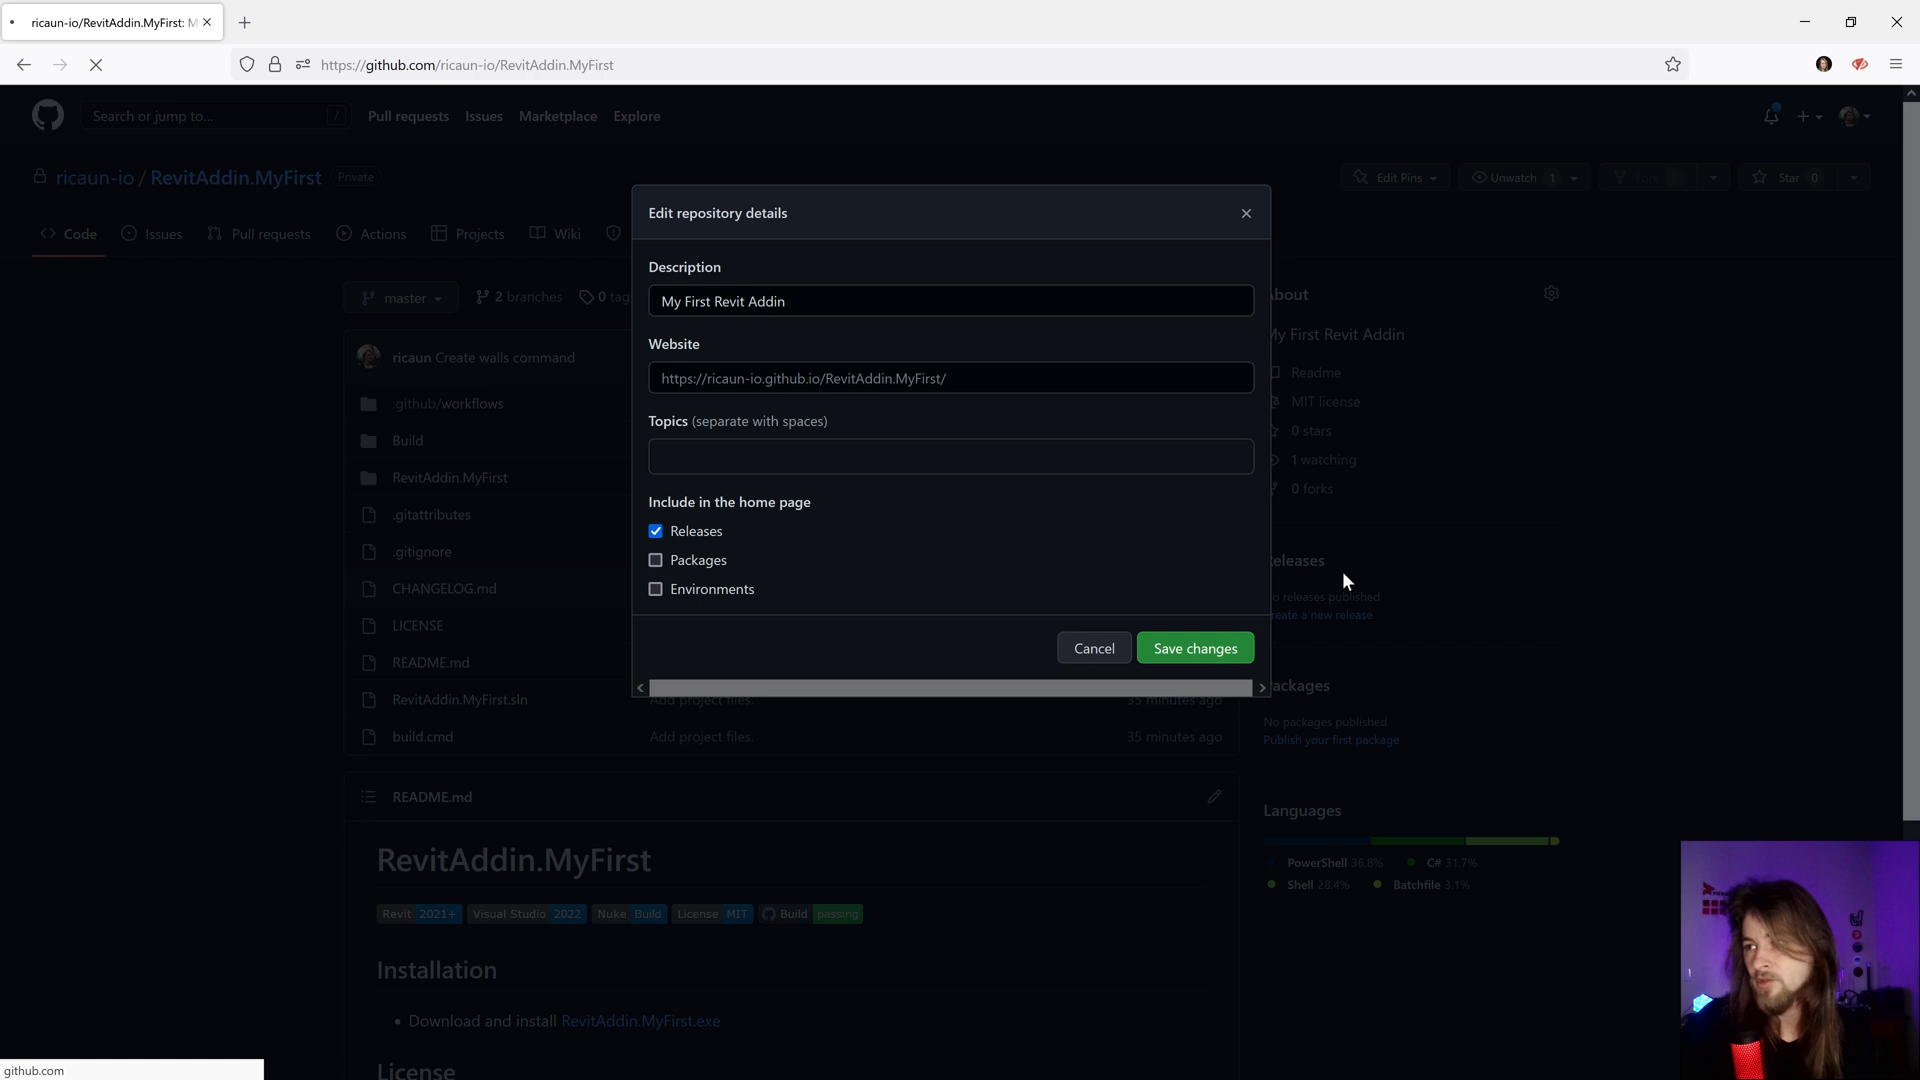 ricaun-io/RevitAddin.MyFirst: M
https://github.com/ricaun-io/RevitAddin.MyFirst
Search or jump to... /
Pull requests Issues Marketplace Explore
ricaun-io / RevitAddin.MyFirst Private
Edit Pins Unwatch 1 Fork Star 0
Code Issues Pull requests Actions Projects Wiki
master 2 branches 0 tag
ricaun Create walls command
.github/workflows
Build
RevitAddin.MyFirst
.gitattributes
.gitignore
CHANGELOG.md
LICENSE
README.md
RevitAddin.MyFirst.sln Add project files. 35 minutes ago
build.cmd Add project files. 35 minutes ago
Edit repository details
Description
My First Revit Addin
Website
https://ricaun-io.github.io/RevitAddin.MyFirst/
Topics (separate with spaces)
Include in the home page
Releases
Packages
Environments
Cancel Save changes
bout
y First Revit Addin
Readme
MIT license
0 stars
1 watching
0 forks
eleases
o releases published
reate a new release
ackages
No packages published
Publish your first package
Languages
PowerShell 36.8% C# 31.7%
Shell 28.4% Batchfile 3.1%
README.md
RevitAddin.MyFirst
Revit 2021+ Visual Studio 2022 Nuke Build License MIT Build passing
Installation
• Download and install RevitAddin.MyFirst.exe
License
github.com